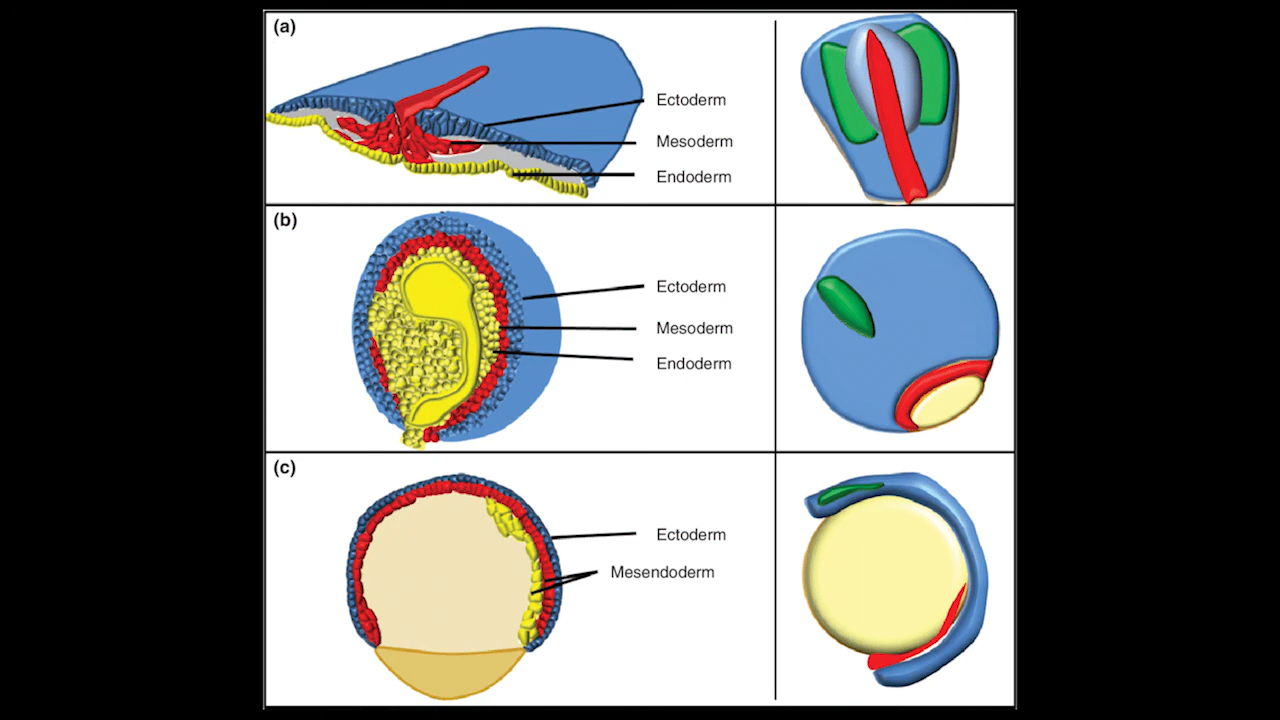 (a)
Ectoderm
Mesoderm
Endoderm
(b)
Ectoderm
Mesoderm
Endoderm
(c)
Ectoderm
Mesendoderm